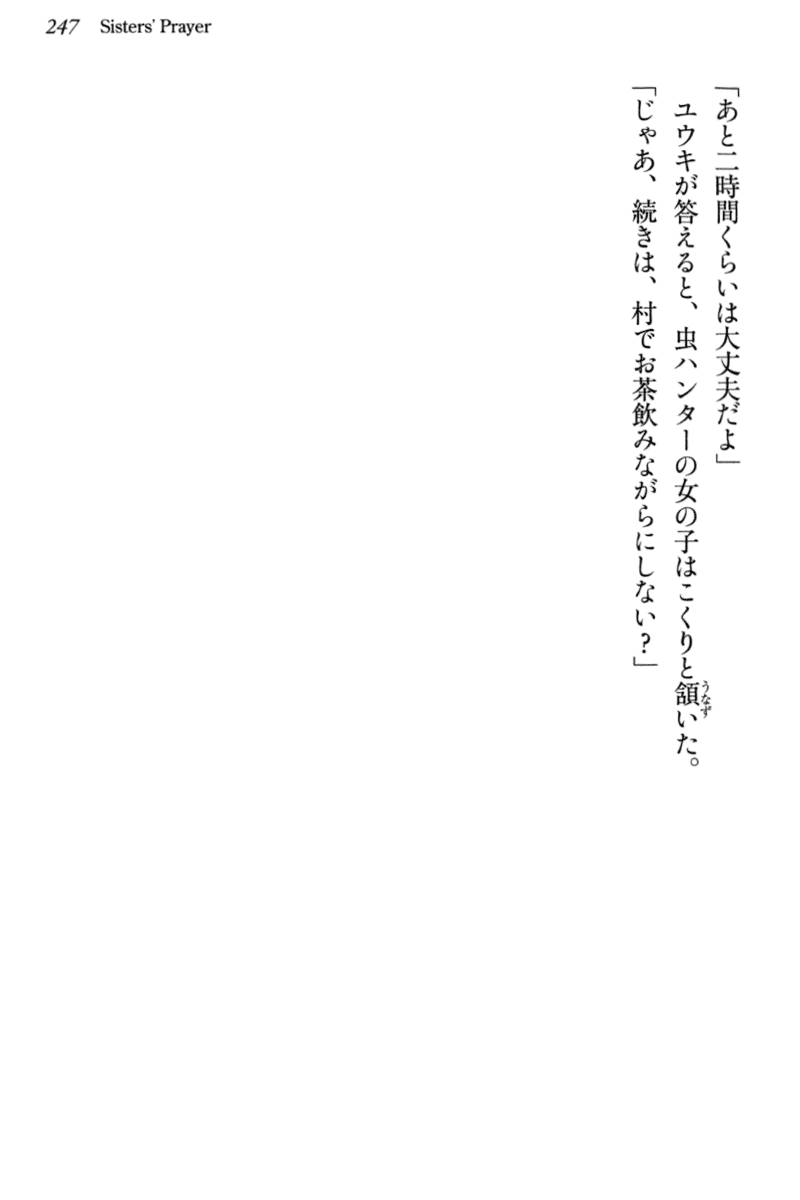 247 Sisters' Prayer
「あと二時間くらいは大丈夫だよ」
ユウキが答えると、虫ハンターの女の子はこくりと頷いた。
うなず
「じゃあ、続きは、村でお茶飲みながらにしない？」